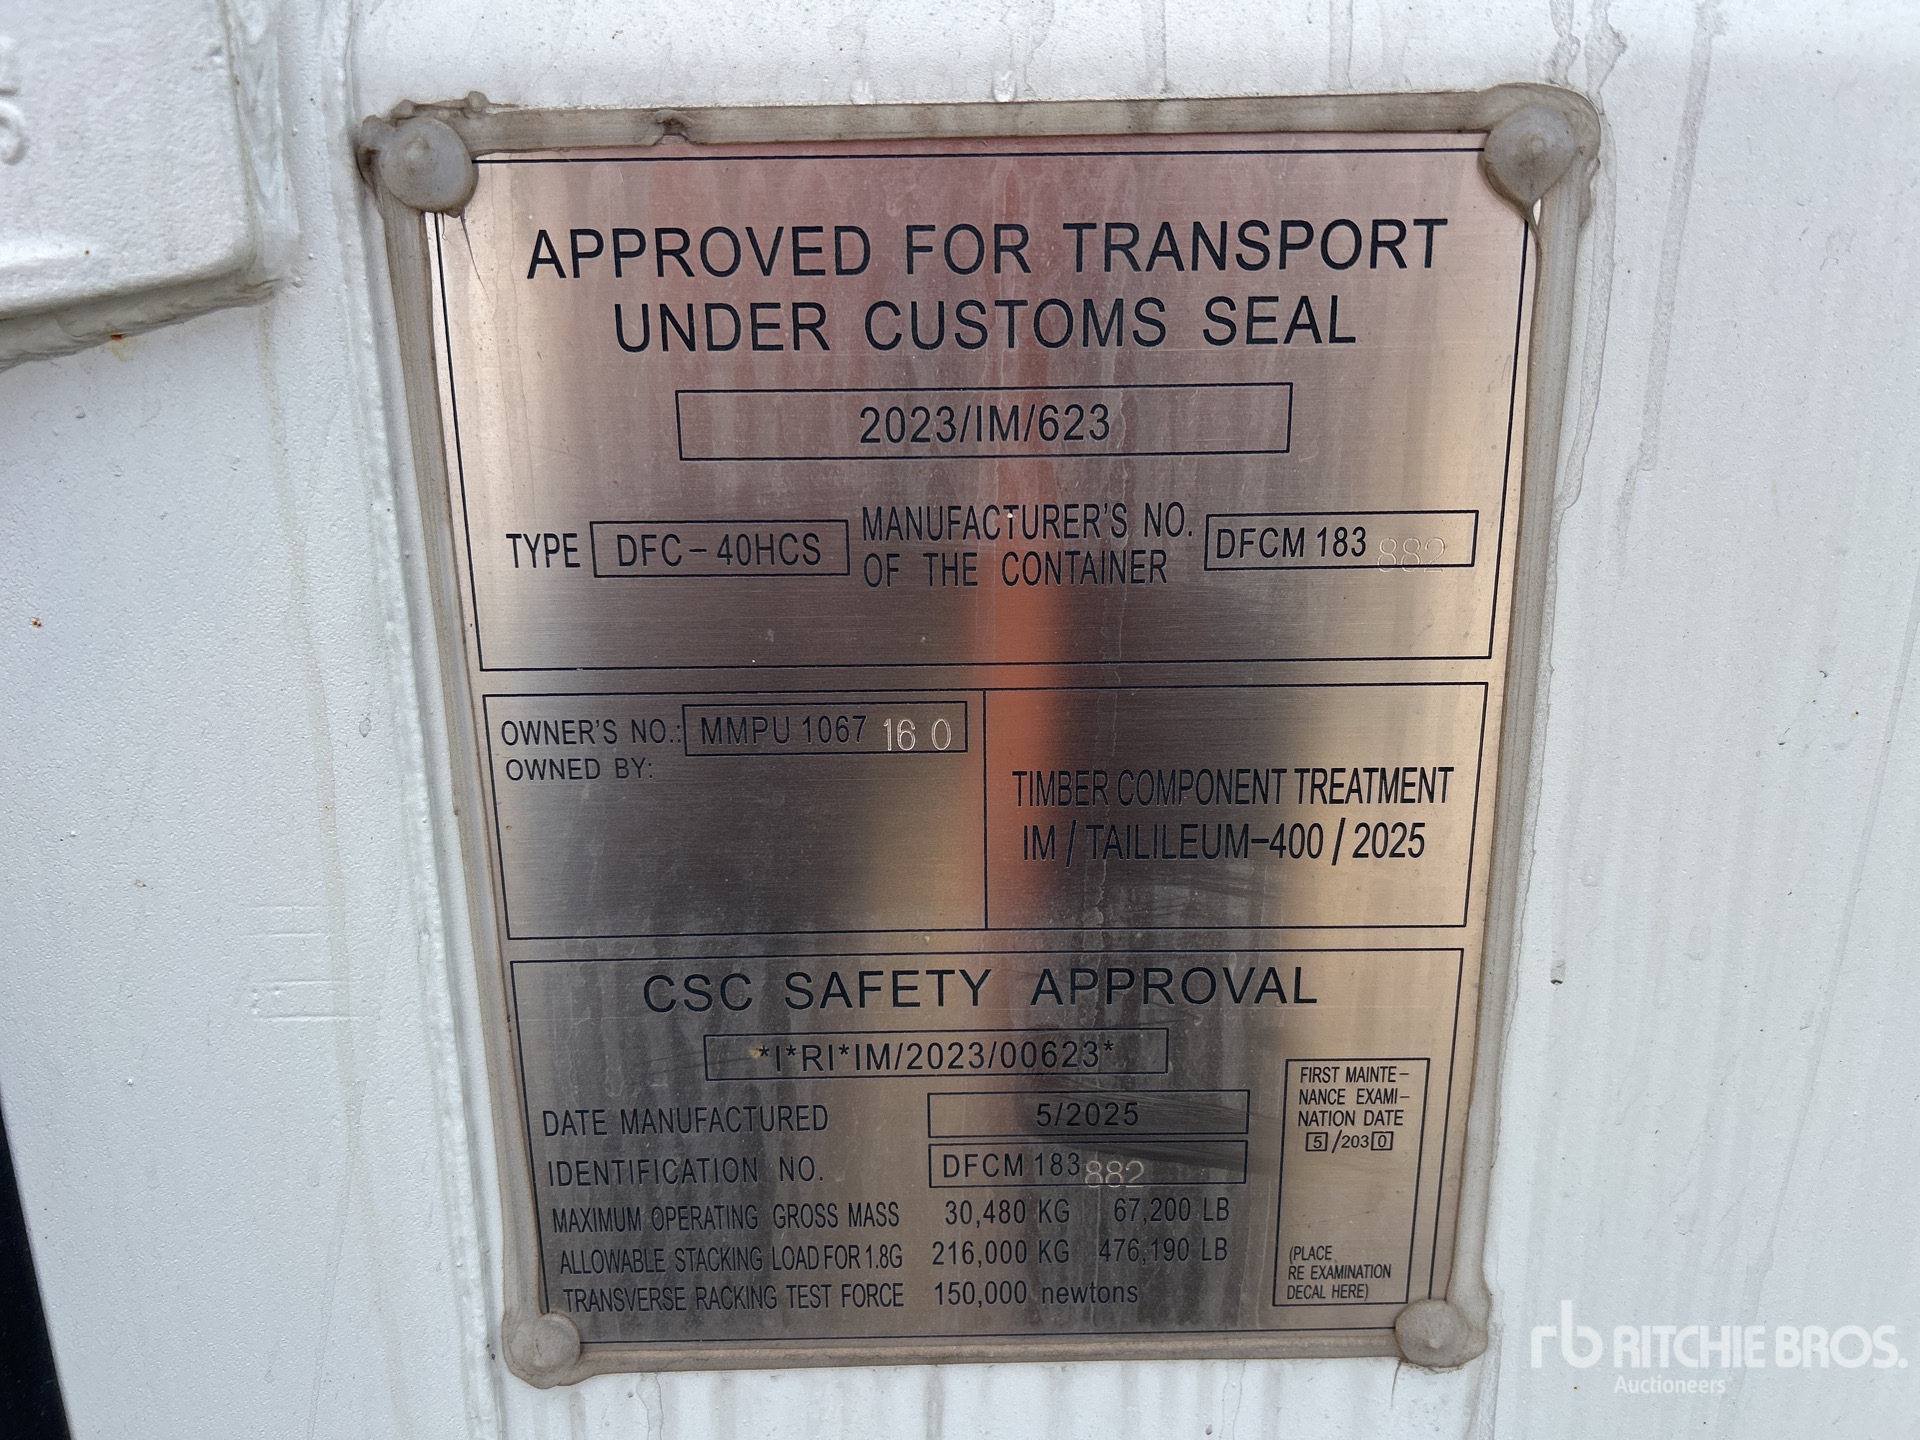 APPROVED FOR TRANSPORT
UNDER CUSTOMS SEAL
2023/IM/623
TYPE DFC-40HCS MANUFACTURER'S NO. OF THE CONTAINER DFCM 183 882
OWNER'S NO.: MMPU 1067 16 0
OWNED BY:
TIMBER COMPONENT TREATMENT
IM / TAILILEUM-400 / 2025
CSC SAFETY APPROVAL
*I*RI*IM/2023/00623*
DATE MANUFACTURED 5/2025
IDENTIFICATION NO. DFCM 183 882
MAXIMUM OPERATING GROSS MASS 30,480 KG 67,200 LB
ALLOWABLE STACKING LOAD FOR 1.8G 216,000 KG 476,190 LB
TRANSVERSE RACKING TEST FORCE 150,000 newtons
FIRST MAINTE-
NANCE EXAMI-
NATION DATE
5/2030
(PLACE
RE EXAMINATION
DECAL HERE)
rb RITCHIE BROS.
Auctioneers